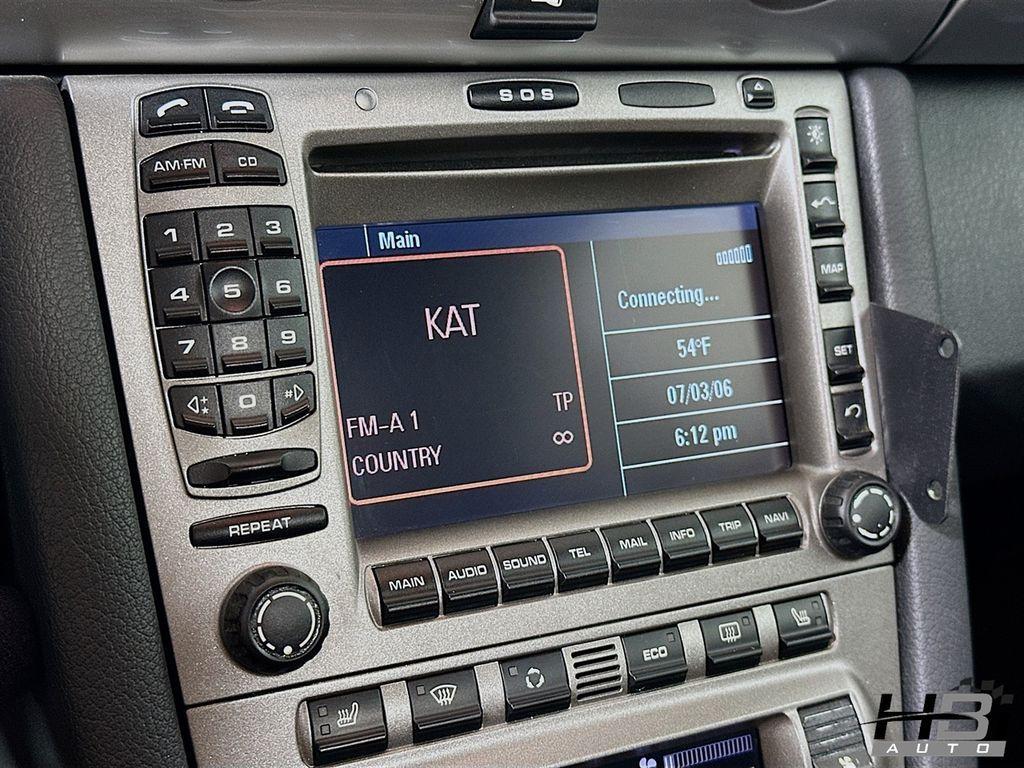 SOS
AM·FM CD
1 2 3
4 5 6
7 8 9
+
* 0 #
REPEAT
Main
KAT
FM-A 1
TP
COUNTRY
∞
Connecting...
54°F
07/03/06
6:12 pm
MAP
SET
MAIN AUDIO SOUND TEL MAIL INFO TRIP NAVI
ECO
HB
AUTO